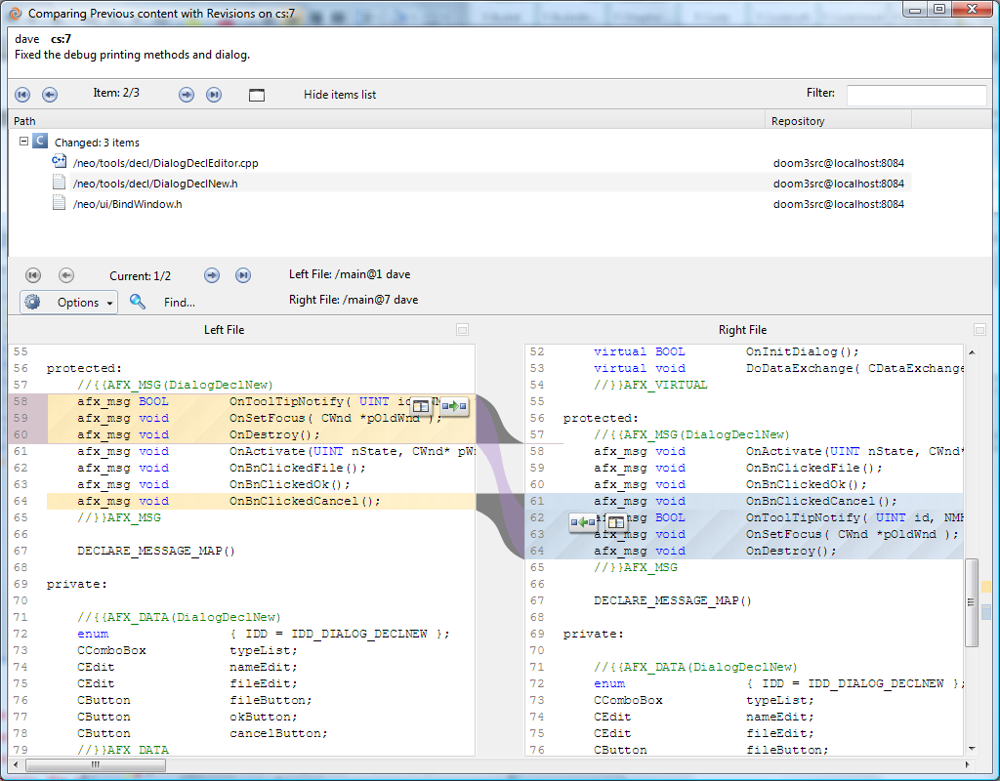 Comparing Previous content with Revisions on cs:7
dave cs:7
Fixed the debug printing methods and dialog.
Item: 2/3
Hide items list
Filter:
Path
Repository
C Changed: 3 items
/neo/tools/decl/DialogDeclEditor.cpp doom3src@localhost:8084
/neo/tools/decl/DialogDeclNew.h doom3src@localhost:8084
/neo/ui/BindWindow.h doom3src@localhost:8084
Current: 1/2
Left File: /main@1 dave
Options
Find...
Right File: /main@7 dave
Left File
55
56 protected:
57 //{{AFX_MSG(DialogDeclNew)
58 afx_msg BOOL OnToolTipNotify( UINT id
59 afx_msg void OnSetFocus( CWnd *pOldWnd );
60 afx_msg void OnDestroy();
61 afx_msg void OnActivate(UINT nState, CWnd* pWi
62 afx_msg void OnBnClickedFile();
63 afx_msg void OnBnClickedOk();
64 afx_msg void OnBnClickedCancel();
65 //}}AFX_MSG
66
67 DECLARE_MESSAGE_MAP()
68
69 private:
70
71 //{{AFX_DATA(DialogDeclNew)
72 enum { IDD = IDD_DIALOG_DECLNEW };
73 CComboBox typeList;
74 CEdit nameEdit;
75 CEdit fileEdit;
76 CButton fileButton;
77 CButton okButton;
78 CButton cancelButton;
79 //}}AFX_DATA
Right File
52 virtual BOOL OnInitDialog();
53 virtual void DoDataExchange( CDataExchange
54 //}}AFX_VIRTUAL
55
56 protected:
57 //{{AFX_MSG(DialogDeclNew)
58 afx_msg void OnActivate(UINT nState, CWnd*
59 afx_msg void OnBnClickedFile();
60 afx_msg void OnBnClickedOk();
61 afx_msg void OnBnClickedCancel();
62 afx_msg BOOL OnToolTipNotify( UINT id, NMH
63 afx_msg void OnSetFocus( CWnd *pOldWnd );
64 afx_msg void OnDestroy();
65 //}}AFX_MSG
66
67 DECLARE_MESSAGE_MAP()
68
69 private:
70
71 //{{AFX_DATA(DialogDeclNew)
72 enum { IDD = IDD_DIALOG_DECLNEW };
73 CComboBox typeList;
74 CEdit nameEdit;
75 CEdit fileEdit;
76 CButton fileButton;